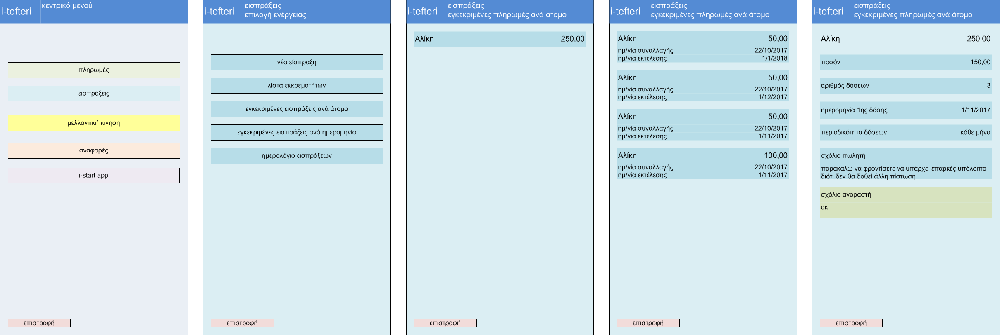 i-tefteri
κεντρικό μενού
πληρωμές
εισπράξεις
μελλοντική κίνηση
αναφορές
i-start app
επιστροφή
i-tefteri
εισπράξεις
επιλογή ενέργειας
νέα είσπραξη
λίστα εκκρεμοτήτων
εγκεκριμένες εισπράξεις ανά άτομο
εγκεκριμένες εισπράξεις ανά ημερομηνία
ημερολόγιο εισπράξεων
επιστροφή
i-tefteri
εισπράξεις
εγκεκριμένες πληρωμές ανά άτομο
Αλίκη 250,00
επιστροφή
i-tefteri
εισπράξεις
εγκεκριμένες πληρωμές ανά άτομο
Αλίκη 50,00
ημ/νία συναλλαγής 22/10/2017
ημ/νία εκτέλεσης 1/1/2018
Αλίκη 50,00
ημ/νία συναλλαγής 22/10/2017
ημ/νία εκτέλεσης 1/12/2017
Αλίκη 50,00
ημ/νία συναλλαγής 22/10/2017
ημ/νία εκτέλεσης 1/11/2017
Αλίκη 100,00
ημ/νία συναλλαγής 22/10/2017
ημ/νία εκτέλεσης 1/11/2017
επιστροφή
i-tefteri
εισπράξεις
εγκεκριμένες πληρωμές ανά άτομο
Αλίκη 250,00
ποσόν 150,00
αριθμός δόσεων 3
ημερομηνία 1ης δόσης 1/11/2017
περιοδικότητα δόσεων κάθε μήνα
σχόλιο πωλητή
παρακαλώ να φροντίσετε να υπάρχει επαρκές υπόλοιπο
διότι δεν θα δοθεί άλλη πίστωση
σχόλιο αγοραστή
οκ
επιστροφή